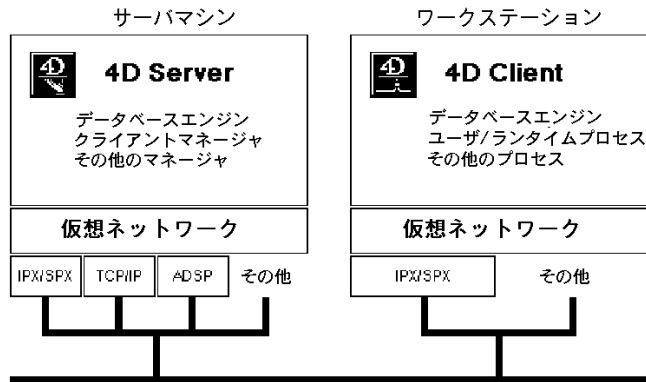 サーバマシン
4D Server
データベースエンジン
クライアントマネージャ
その他のマネージャ
仮想ネットワーク
IPX/SPX
TCP/IP
ADSP
その他
ワークステーション
4D Client
データベースエンジン
ユーザ/ランタイムプロセス
その他のプロセス
仮想ネットワーク
IPX/SPX
その他